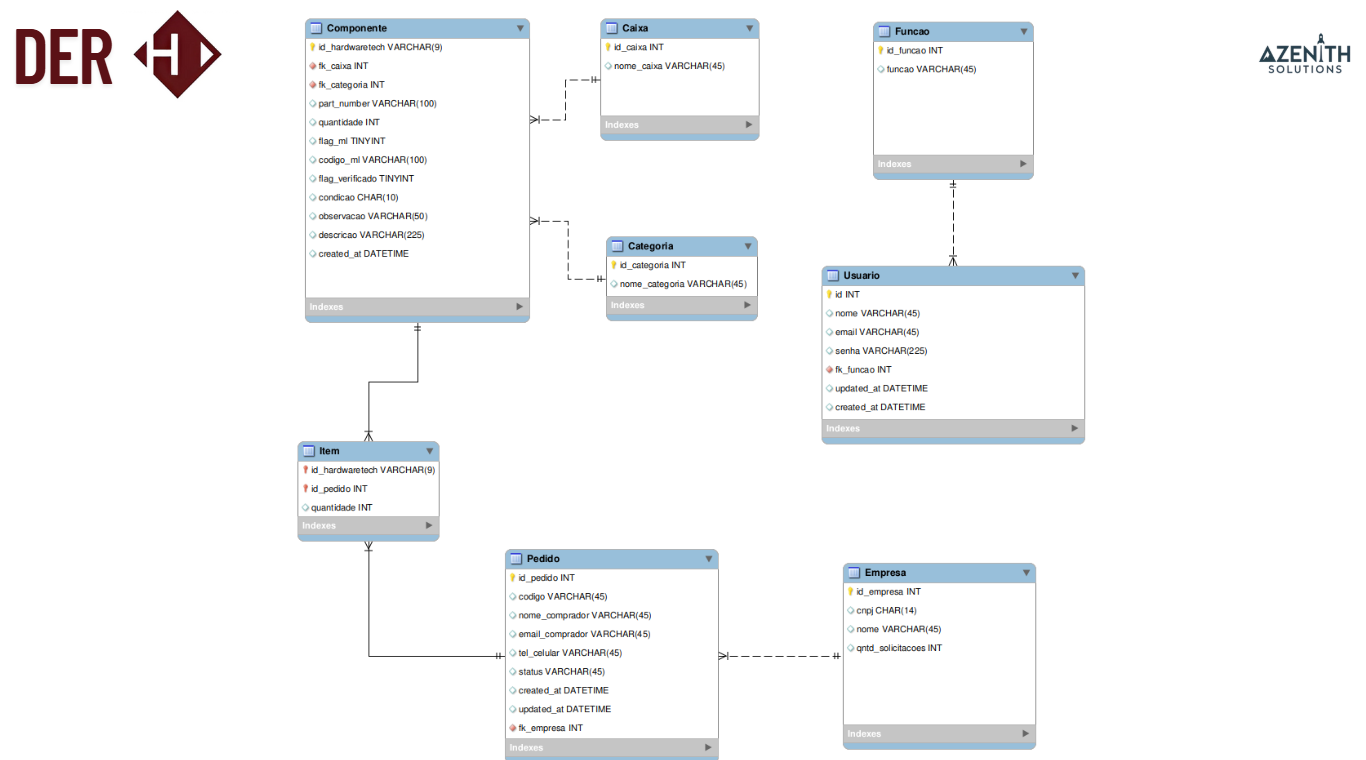 DER H
AZENITH
SOLUTIONS
Componente
id_hardwaretech VARCHAR(9)
fk_caixa INT
fk_categoria INT
part_number VARCHAR(100)
quantidade INT
flag_ml TINYINT
codigo_ml VARCHAR(100)
flag_verificado TINYINT
condicao CHAR(10)
observacao VARCHAR(50)
descricao VARCHAR(225)
created_at DATETIME
Indexes
Caixa
id_caixa INT
nome_caixa VARCHAR(45)
Indexes
Funcao
id_funcao INT
funcao VARCHAR(45)
Indexes
Categoria
id_categoria INT
nome_categoria VARCHAR(45)
Indexes
Usuario
id INT
nome VARCHAR(45)
email VARCHAR(45)
senha VARCHAR(225)
fk_funcao INT
updated_at DATETIME
created_at DATETIME
Indexes
Item
id_hardwaretech VARCHAR(9)
id_pedido INT
quantidade INT
Indexes
Pedido
id_pedido INT
codigo VARCHAR(45)
nome_comprador VARCHAR(45)
email_comprador VARCHAR(45)
tel_celular VARCHAR(45)
status VARCHAR(45)
created_at DATETIME
updated_at DATETIME
fk_empresa INT
Indexes
Empresa
id_empresa INT
cnpj CHAR(14)
nome VARCHAR(45)
qntd_solicitacoes INT
Indexes